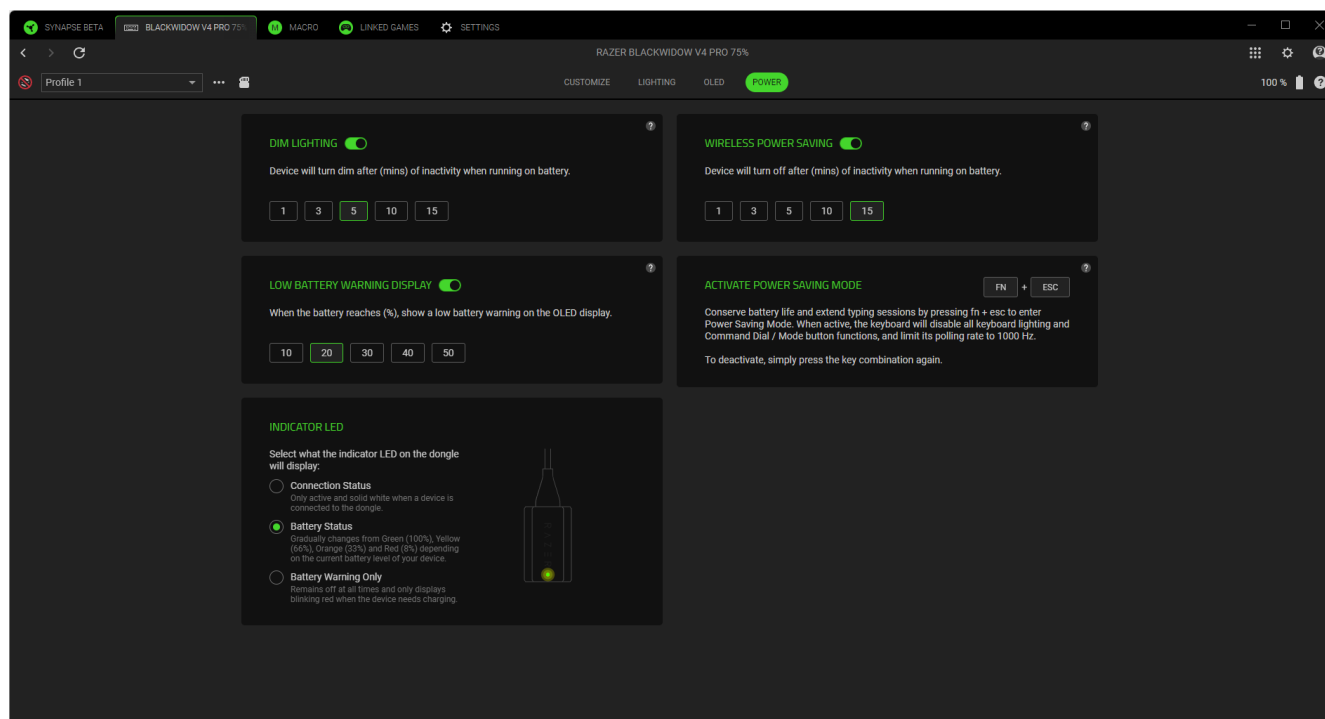 SYNAPSE BETA
BLACKWIDOW V4 PRO 75%
MACRO
LINKED GAMES
SETTINGS
RAZER BLACKWIDOW V4 PRO 75%
Profile 1
CUSTOMIZE
LIGHTING
OLED
POWER
100 %
DIM LIGHTING
Device will turn dim after (mins) of inactivity when running on battery.
1 3 5 10 15
WIRELESS POWER SAVING
Device will turn off after (mins) of inactivity when running on battery.
1 3 5 10 15
LOW BATTERY WARNING DISPLAY
When the battery reaches (%), show a low battery warning on the OLED display.
10 20 30 40 50
ACTIVATE POWER SAVING MODE
FN + ESC
Conserve battery life and extend typing sessions by pressing fn + esc to enter
Power Saving Mode. When active, the keyboard will disable all keyboard lighting and
Command Dial / Mode button functions, and limit its polling rate to 1000 Hz.
To deactivate, simply press the key combination again.
INDICATOR LED
Select what the indicator LED on the dongle
will display:
Connection Status
Only active and solid white when a device is
connected to the dongle.
Battery Status
Gradually changes from Green (100%), Yellow
(66%), Orange (33%) and Red (8%) depending
on the current battery level of your device.
Battery Warning Only
Remains off at all times and only displays
blinking red when the device needs charging.